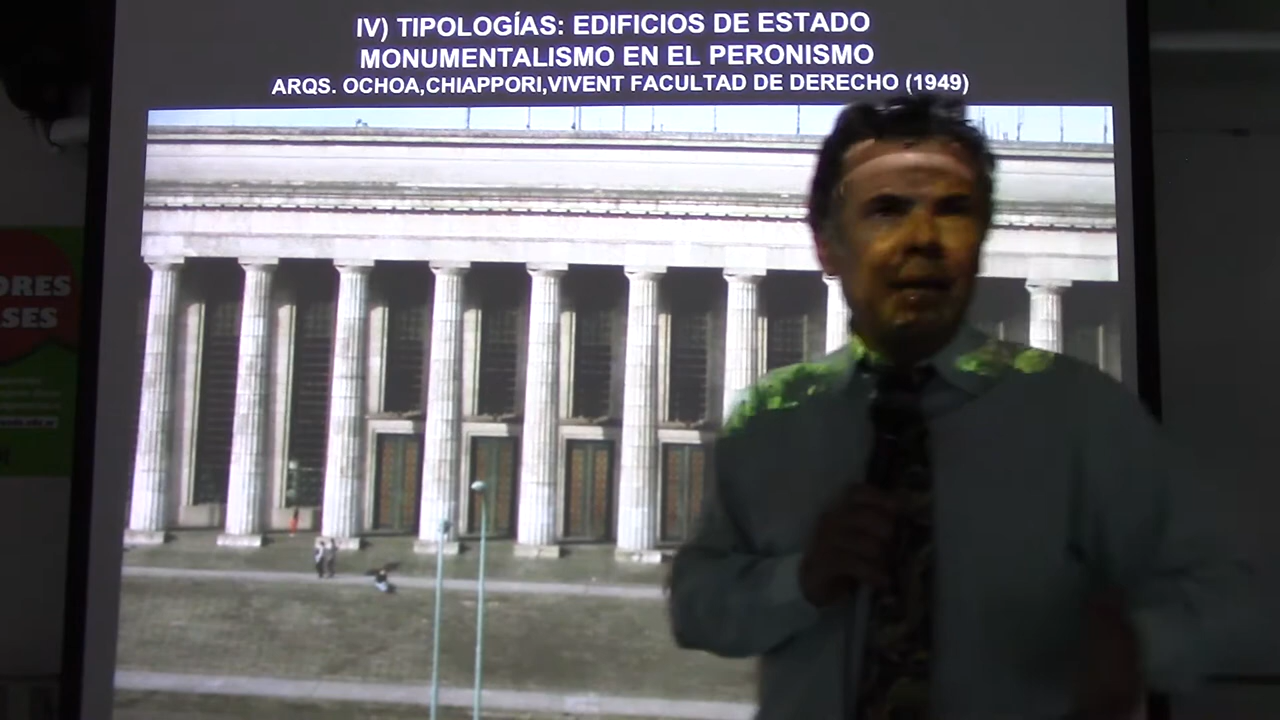 IV) TIPOLOGÍAS: EDIFICIOS DE ESTADO
MONUMENTALISMO EN EL PERONISMO
ARQS. OCHOA,CHIAPPORI,VIVENT FACULTAD DE DERECHO (1949)
ORES
SES